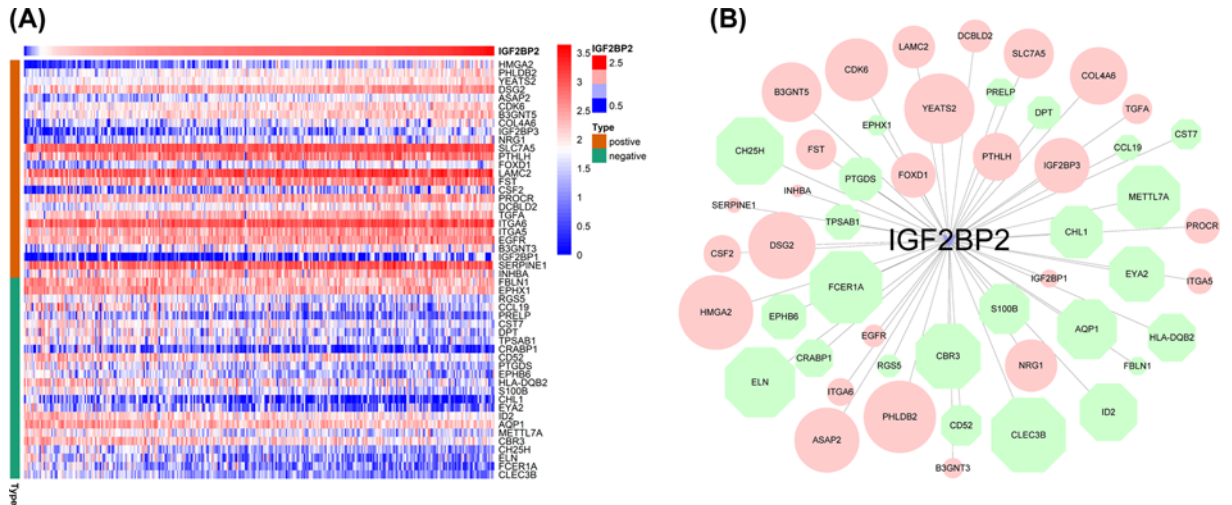 (A)
IGF2BP2
HMGA2
PHLDB2
YEATS2
DSG2
ASAP2
CDK6
B3GNT5
COL4A6
IGF2BP3
NRG1
SLC7A5
PTHLH
FOXD1
LAMC2
FST
CSF2
PROCR
DCBLD2
TGFA
ITGA6
ITGA5
EGFR
B3GNT3
IGF2BP1
SERPINE1
INHBA
FBLN1
EPHX1
RGS5
CCL19
PRELP
CST7
DPT
TPSAB1
CRABP1
CD52
PTGDS
EPHB6
HLA-DQB2
S100B
CHL1
EYA2
ID2
AQP1
METTL7A
CBR3
CH25H
ELN
FCER1A
CLEC3B
Type
3.5
3
2.5
2
1.5
1
0.5
0
IGF2BP2
2.5
0.5
Type
postive
negative
(B)
DCBLD2
LAMC2
SLC7A5
CDK6
COL4A6
B3GNT5
PRELP
YEATS2
TGFA
DPT
EPHX1
CST7
CCL19
CH25H
FST
PTHLH
IGF2BP3
FOXD1
PTGDS
INHBA
METTL7A
SERPINE1
TPSAB1
CHL1
PROCR
IGF2BP2
DSG2
CSF2
EYA2
IGF2BP1
ITGA5
FCER1A
S100B
HMGA2
EPHB6
AQP1
HLA-DQB2
EGFR
CRABP1
CBR3
RGS5
NRG1
FBLN1
ELN
ITGA6
PHLDB2
ID2
CD52
CLEC3B
ASAP2
B3GNT3